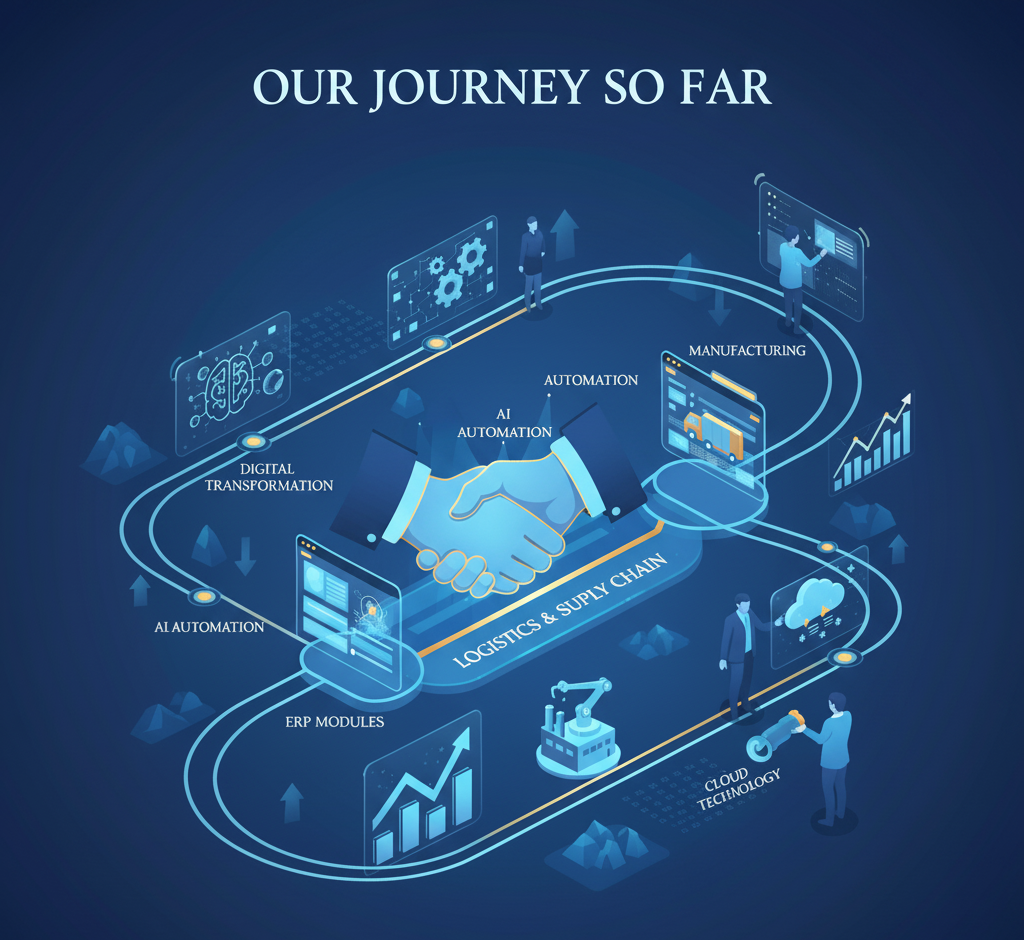 OUR JOURNEY SO FAR
MANUFACTURING
AUTOMATION
AI
AUTOMATION
DIGITAL
TRANSFORMATION
LOGISTICS & SUPLY CHAIN
AI AUTOMATION
ERP MODULES
CLOUD
TECHNOLOGY